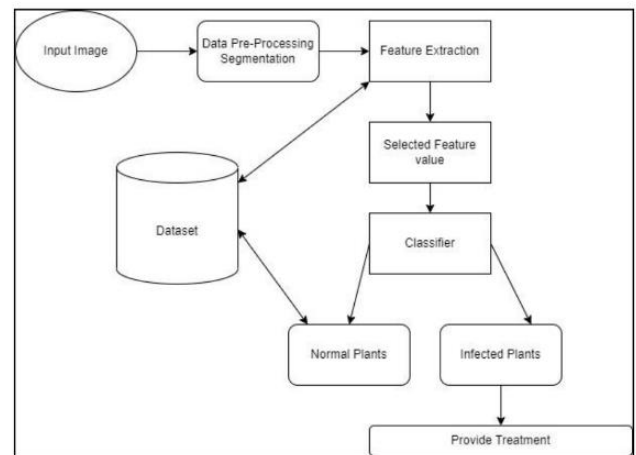 Input Image
Data Pre-Processing
Segmentation
Feature Extraction
Selected Feature
value
Dataset
Classifier
Normal Plants
Infected Plants
Provide Treatment